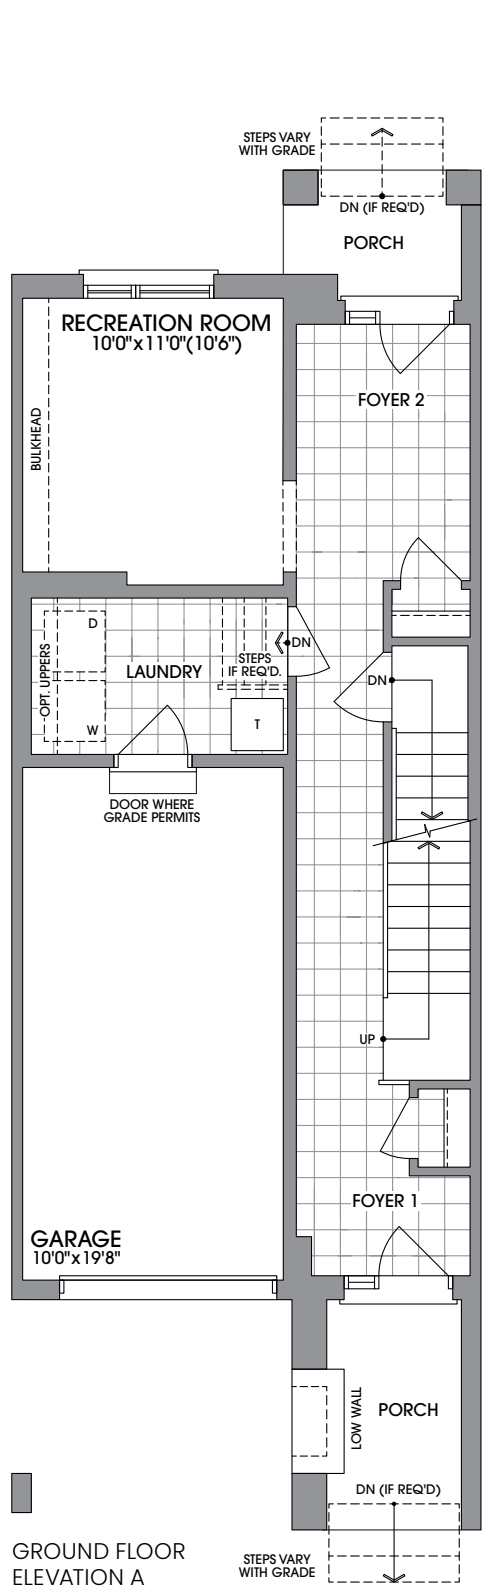 STEPS VARY
WITH GRADE
DN (IF REQ'D)
PORCH
RECREATION ROOM
10'0"x11'0"(10'6")
BULKHEAD
FOYER 2
D
OPT. UPPERS
LAUNDRY
W
DN
STEPS
IF REQ'D.
T
DN
DOOR WHERE
GRADE PERMITS
UP
FOYER 1
GARAGE
10'0"x19'8"
LOW WALL
PORCH
DN (IF REQ'D)
STEPS VARY
WITH GRADE
GROUND FLOOR
ELEVATION A